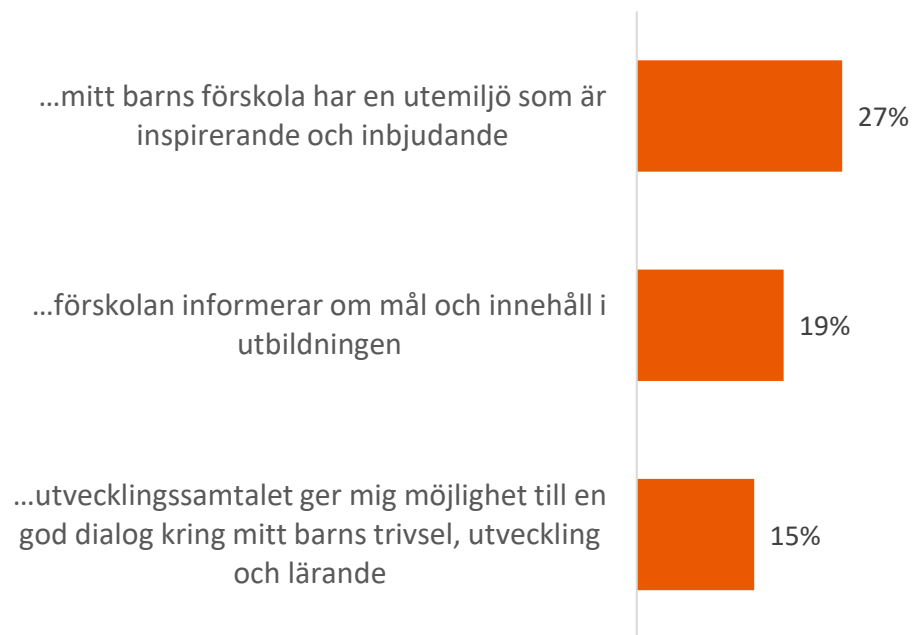 ...mitt barns förskola har en utemiljö som är
inspirerande och inbjudande
27%
...förskolan informerar om mål och innehåll i
utbildningen
19%
...utvecklingssamtalet ger mig möjlighet till en
god dialog kring mitt barns trivsel, utveckling
och lärande
15%